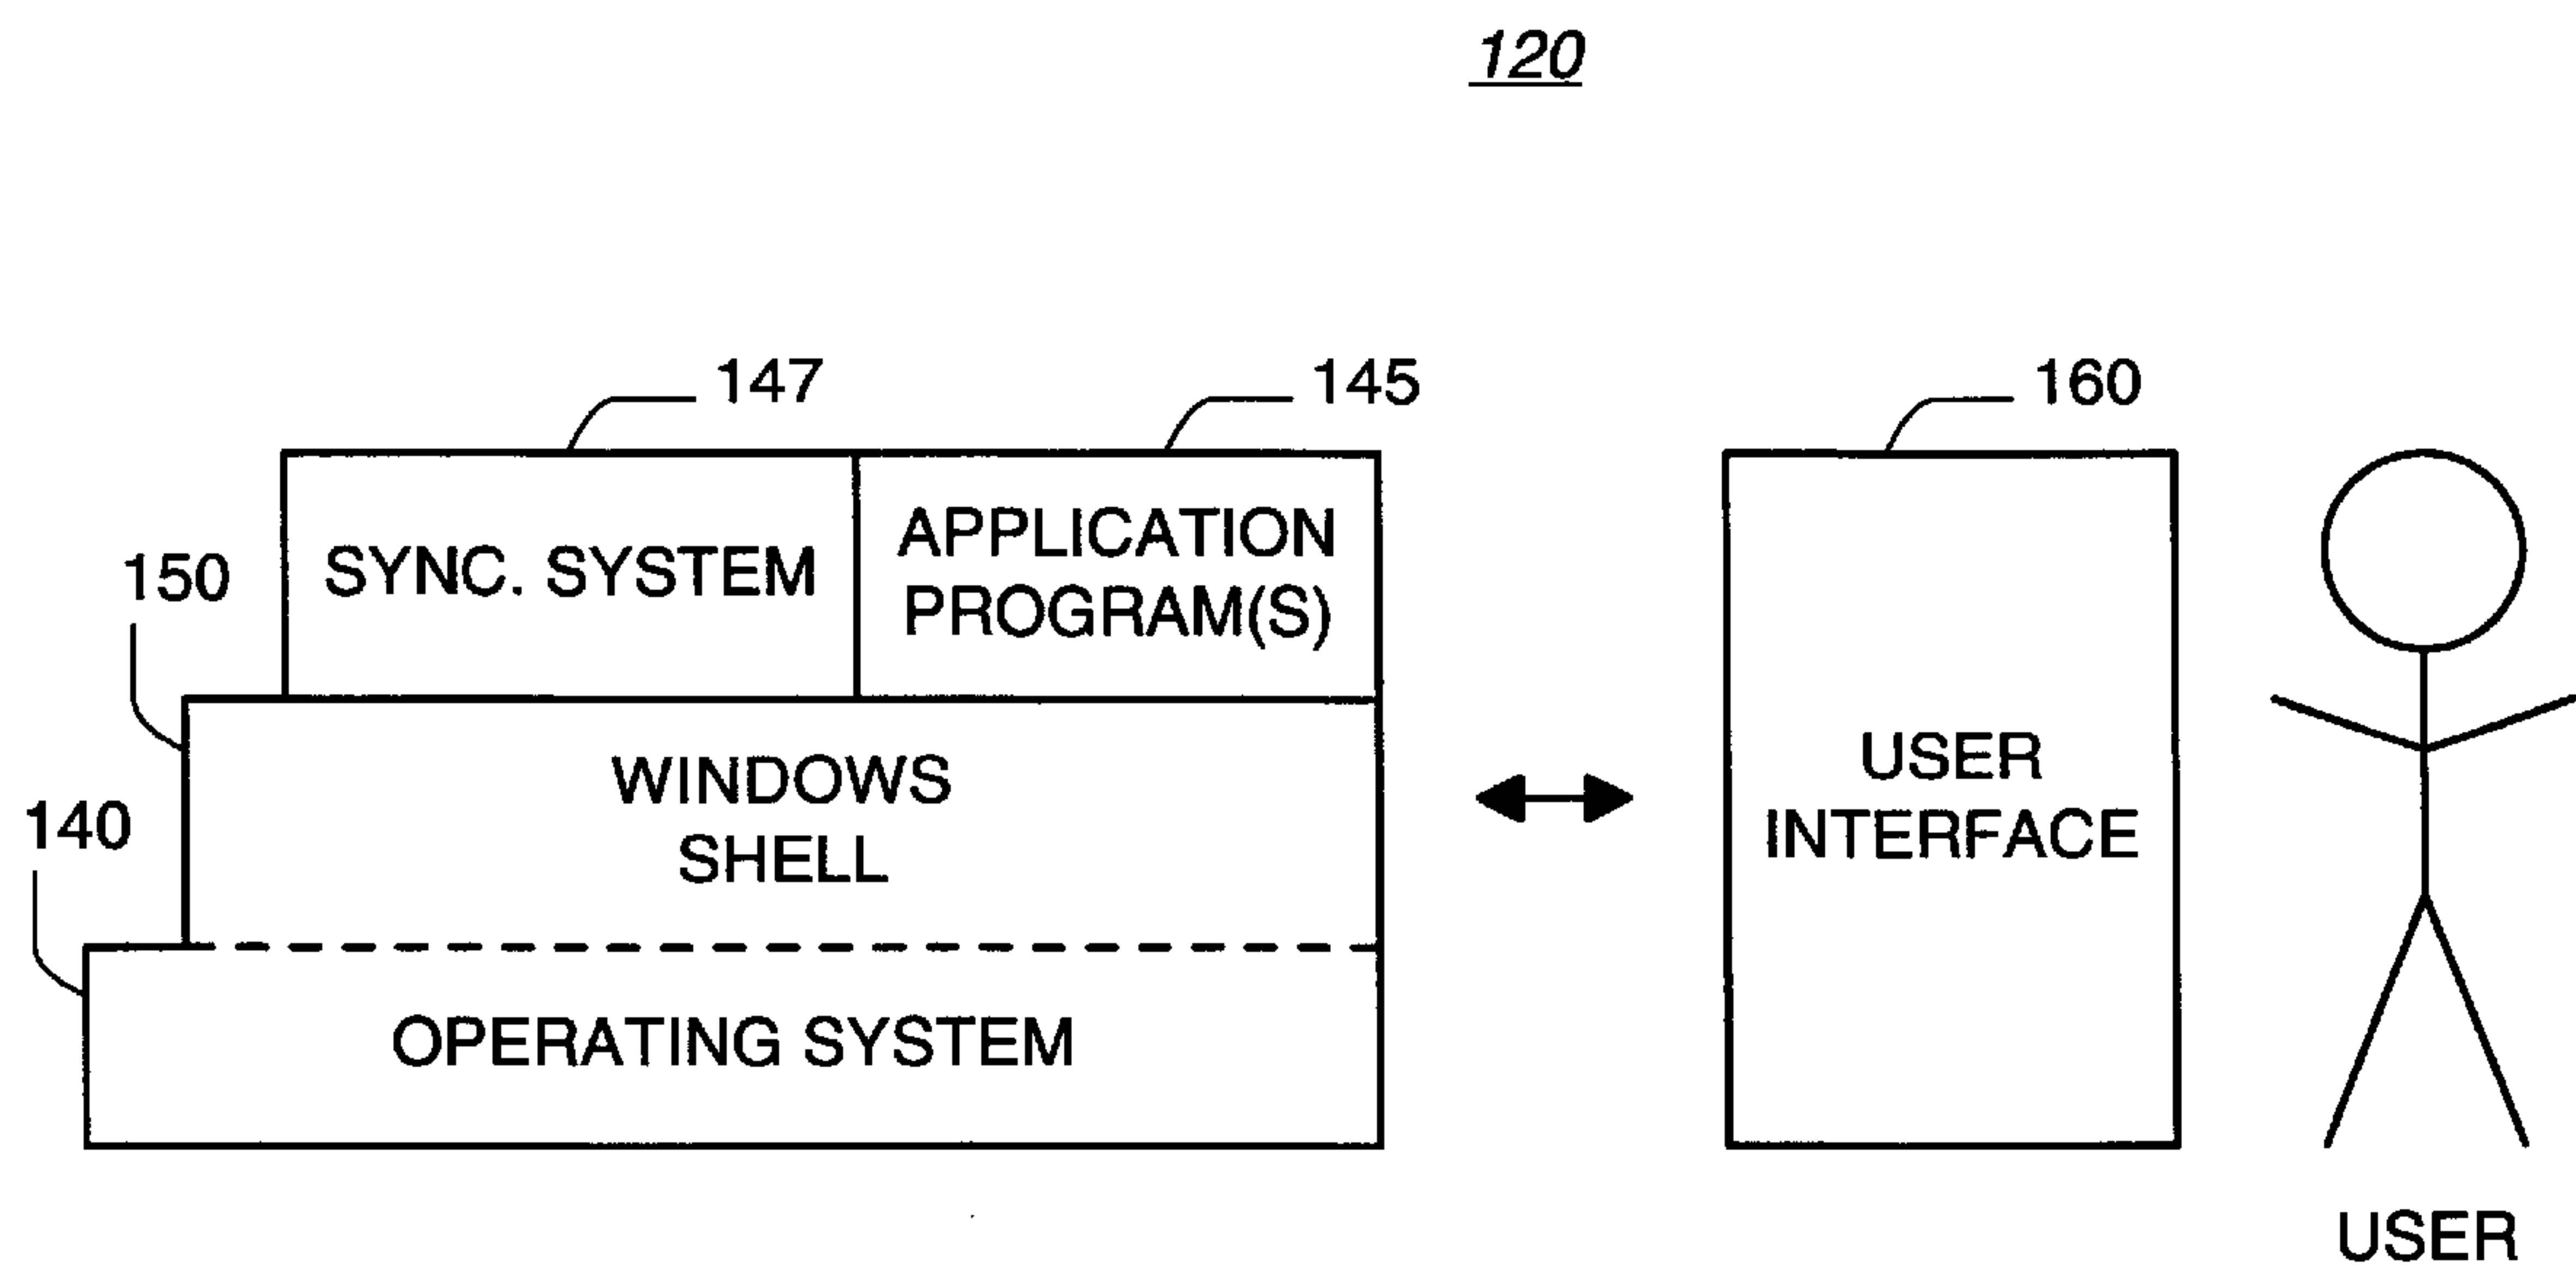 120
147
145
160
SYNC. SYSTEM
APPLICATION
PROGRAM(S)
150
WINDOWS
SHELL
USER
INTERFACE
140
OPERATING SYSTEM
USER